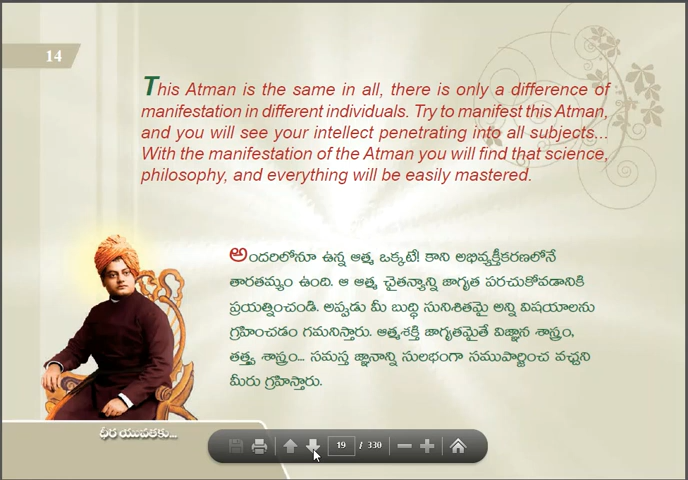 14
This Atman is the same in all, there is only a difference of
manifestation in different individuals. Try to manifest this Atman,
and you will see your intellect penetrating into all subjects...
With the manifestation of the Atman you will find that science,
philosophy, and everything will be easily mastered.
అందరిలోనూ ఉన్న ఆత్మ ఒక్కటే! కాని అభివ్యక్తీకరణలోనే
తారతమ్యం ఉంది. ఆ ఆత్మ చైతన్యాన్ని జాగృత పరచుకోవడానికి
ప్రయత్నించండి. అప్పుడు మీ బుద్ధి సునిశితమై అన్ని విషయాలను
గ్రహించడం గమనిస్తారు. ఆత్మశక్తి జాగృతమైతే విజ్ఞాన శాస్త్రం,
తత్త్వ శాస్త్రం... సమస్త జ్ఞానాన్ని సులభంగా సముపార్జించ వచ్చని
మీరు గ్రహిస్తారు.
ధీర యువతకు...
19 / 330